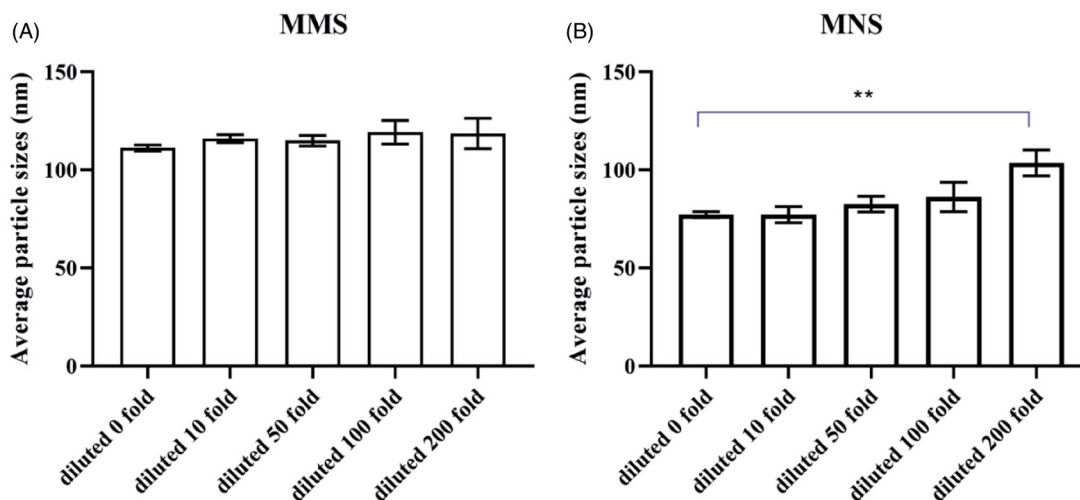 (A)
MMS
Average particle sizes (nm)
150
100
50
0
diluted 0 fold
diluted 10 fold
diluted 50 fold
diluted 100 fold
diluted 200 fold
(B)
MNS
Average particle sizes (nm)
150
100
50
0
**
diluted 0 fold
diluted 10 fold
diluted 50 fold
diluted 100 fold
diluted 200 fold